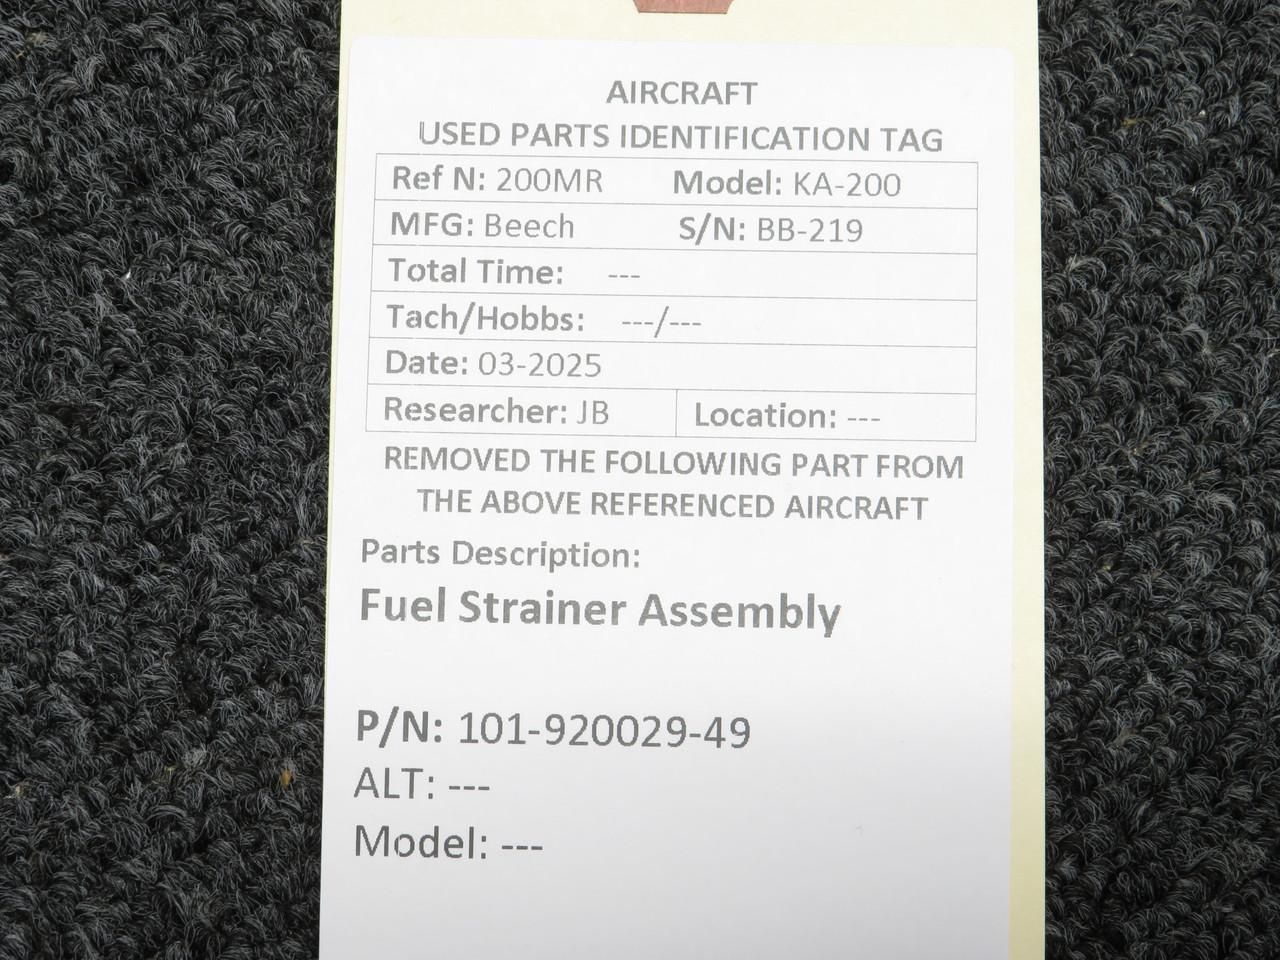 AIRCRAFT
USED PARTS IDENTIFICATION TAG
Ref N: 200MR Model: KA-200
MFG: Beech S/N: BB-219
Total Time: ---
Tach/Hobbs: ---/---
Date: 03-2025
Researcher: JB Location: ---
REMOVED THE FOLLOWING PART FROM
THE ABOVE REFERENCED AIRCRAFT
Parts Description:
Fuel Strainer Assembly
P/N: 101-920029-49
ALT: ---
Model: ---